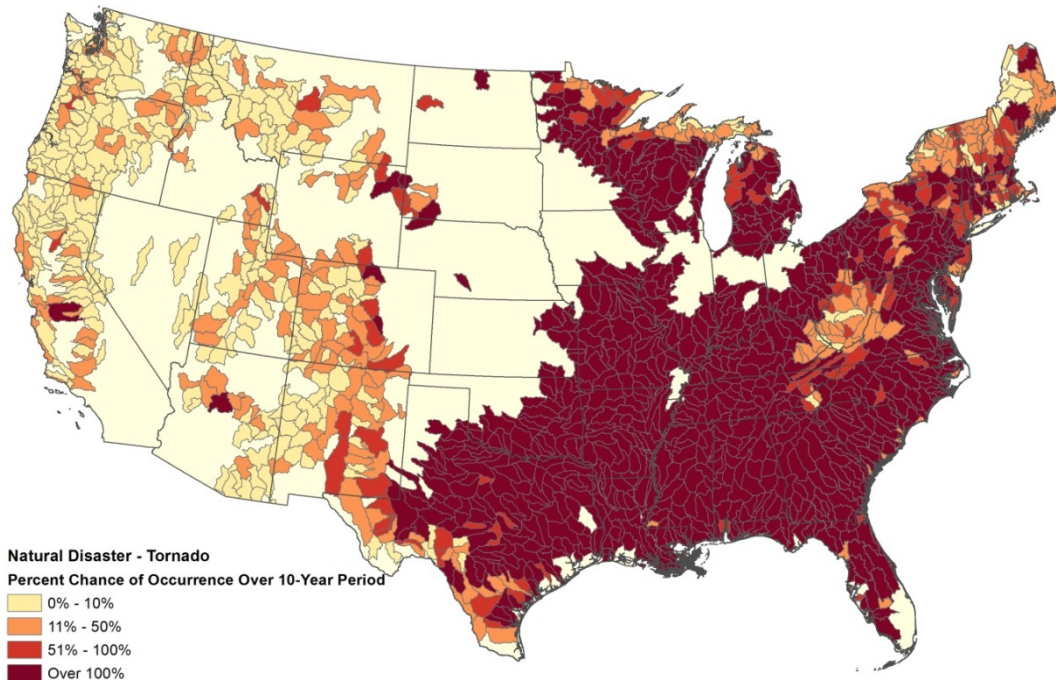 Natural Disaster - Tornado
Percent Chance of Occurrence Over 10-Year Period
0% - 10%
11% - 50%
51% - 100%
Over 100%